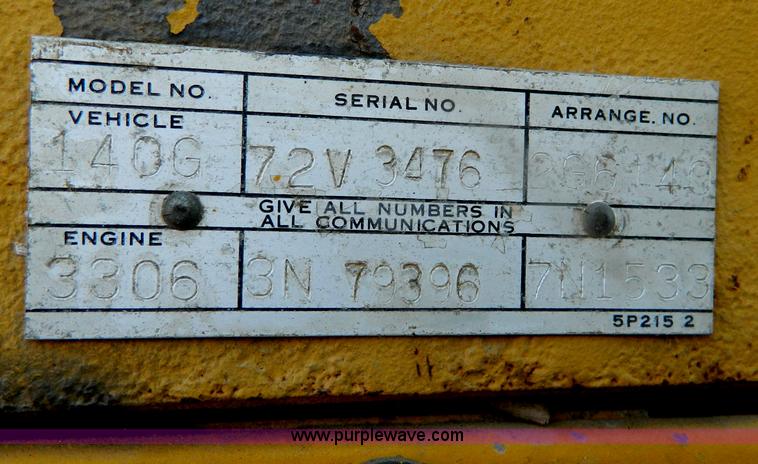 MODEL NO. SERIAL NO. ARRANGE. NO.
VEHICLE
140G 72V 3476
GIVE ALL NUMBERS IN
ALL COMMUNICATIONS
ENGINE
3306 3N 79396 7N1533
5P215 2
www.purplewave.com